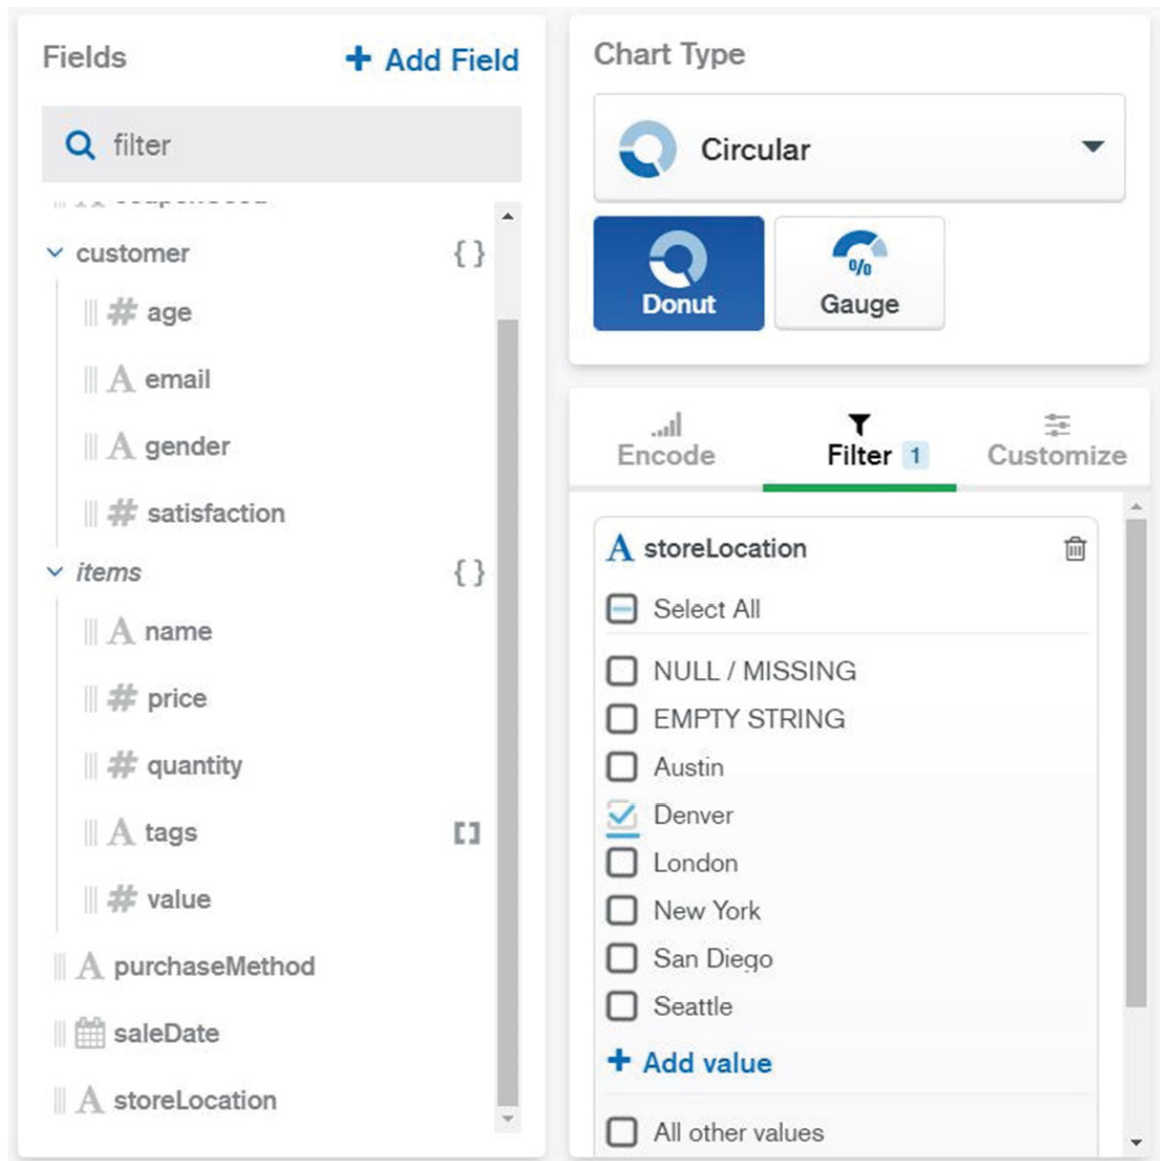 Fields
+ Add Field
filter
customer {}
# age
A email
A gender
# satisfaction
items {}
A name
# price
# quantity
A tags []
# value
A purchaseMethod
saleDate
A storeLocation
Chart Type
Circular
Donut
%
Gauge
Encode
Filter 1
Customize
A storeLocation
Select All
NULL / MISSING
EMPTY STRING
Austin
Denver
London
New York
San Diego
Seattle
+ Add value
All other values